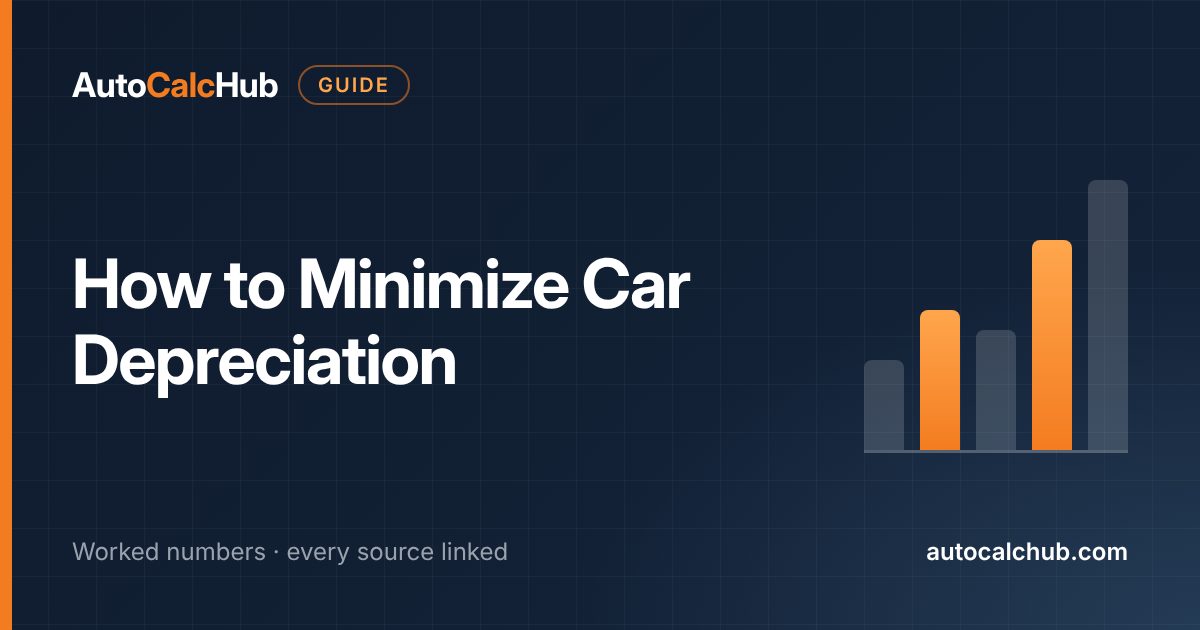 AutoCalcHub GUIDE
How to Minimize Car
Depreciation
Worked numbers · every source linked
autocalchub.com